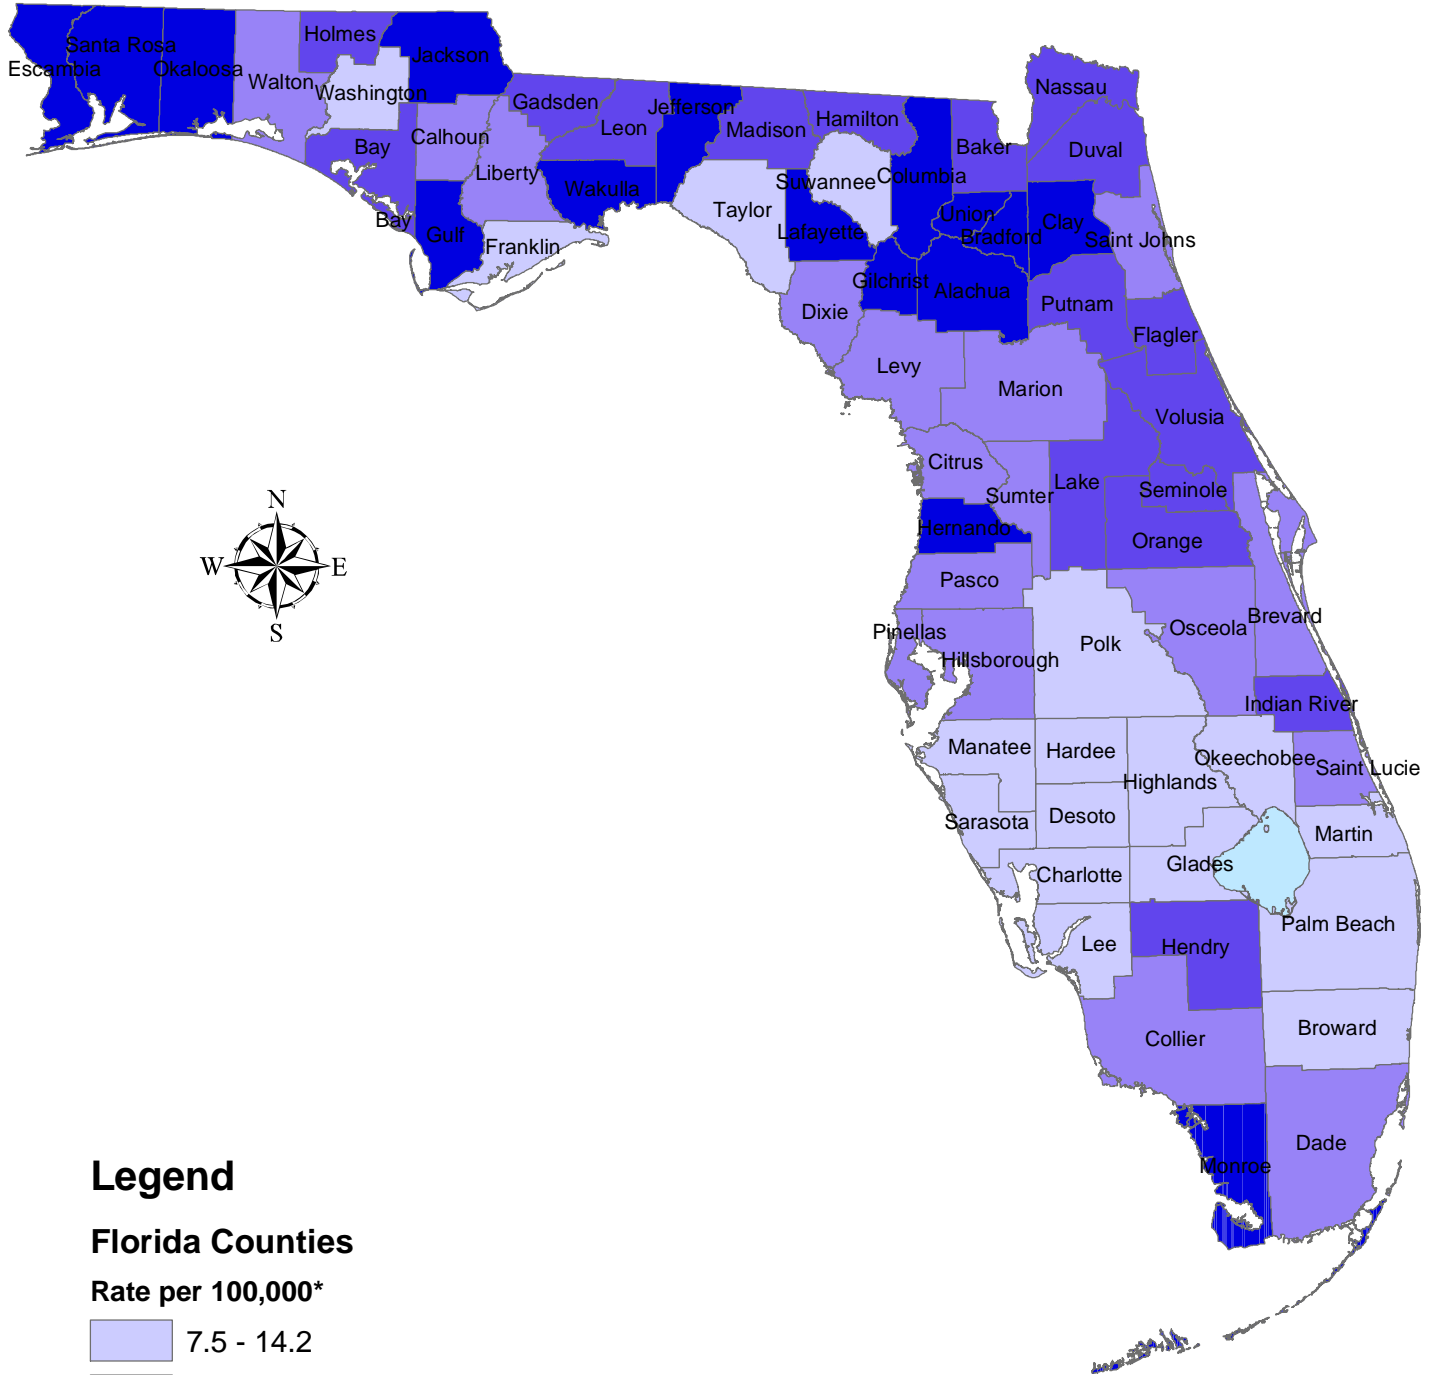 Holmes
Santa Rosa
Jackson
Escambia
Okaloosa
Walton
Washington
Nassau
Gadsden
Jefferson
Leon
Madison
Hamilton
Calhoun
Bay
Baker
Duval
Liberty
Wakulla
Suwannee
Columbia
Taylor
Bay
Gulf
Franklin
Lafayette
Union
Bradford
Clay
Saint Johns
Gilchrist
Alachua
Putnam
Dixie
Flagler
Levy
Marion
Volusia
Citrus
Sumter
Lake
Seminole
Hernando
Orange
N
W
E
S
Pasco
Pinellas
Hillsborough
Polk
Osceola
Brevard
Indian River
Manatee
Hardee
Highlands
Okeechobee
Saint Lucie
Sarasota
Desoto
Martin
Charlotte
Glades
Palm Beach
Lee
Hendry
Collier
Broward
Dade
Monroe
Legend
Florida Counties
Rate per 100,000*
7.5 - 14.2